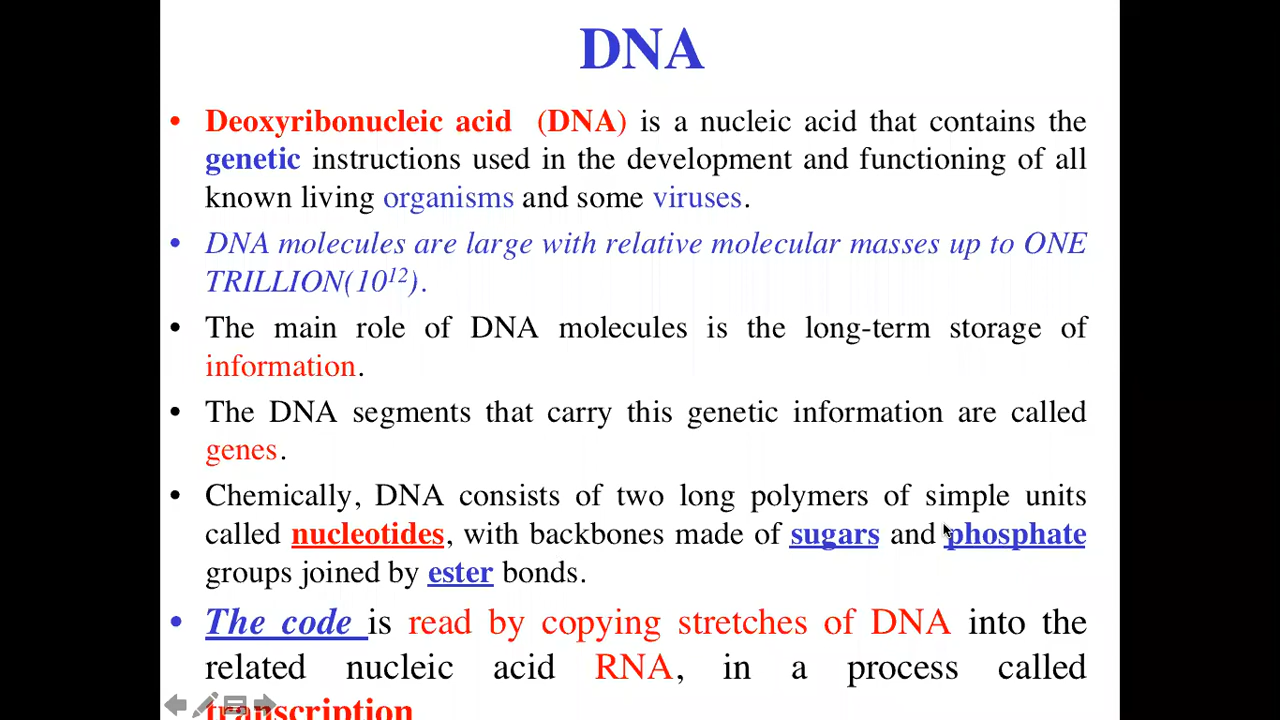 DNA
• Deoxyribonucleic acid (DNA) is a nucleic acid that contains the
genetic instructions used in the development and functioning of all
known living organisms and some viruses.
• DNA molecules are large with relative molecular masses up to ONE
TRILLION(10¹²).
• The main role of DNA molecules is the long-term storage of
information.
• The DNA segments that carry this genetic information are called
genes.
• Chemically, DNA consists of two long polymers of simple units
called nucleotides, with backbones made of sugars and phosphate
groups joined by ester bonds.
• The code is read by copying stretches of DNA into the
related nucleic acid RNA, in a process called
transcription